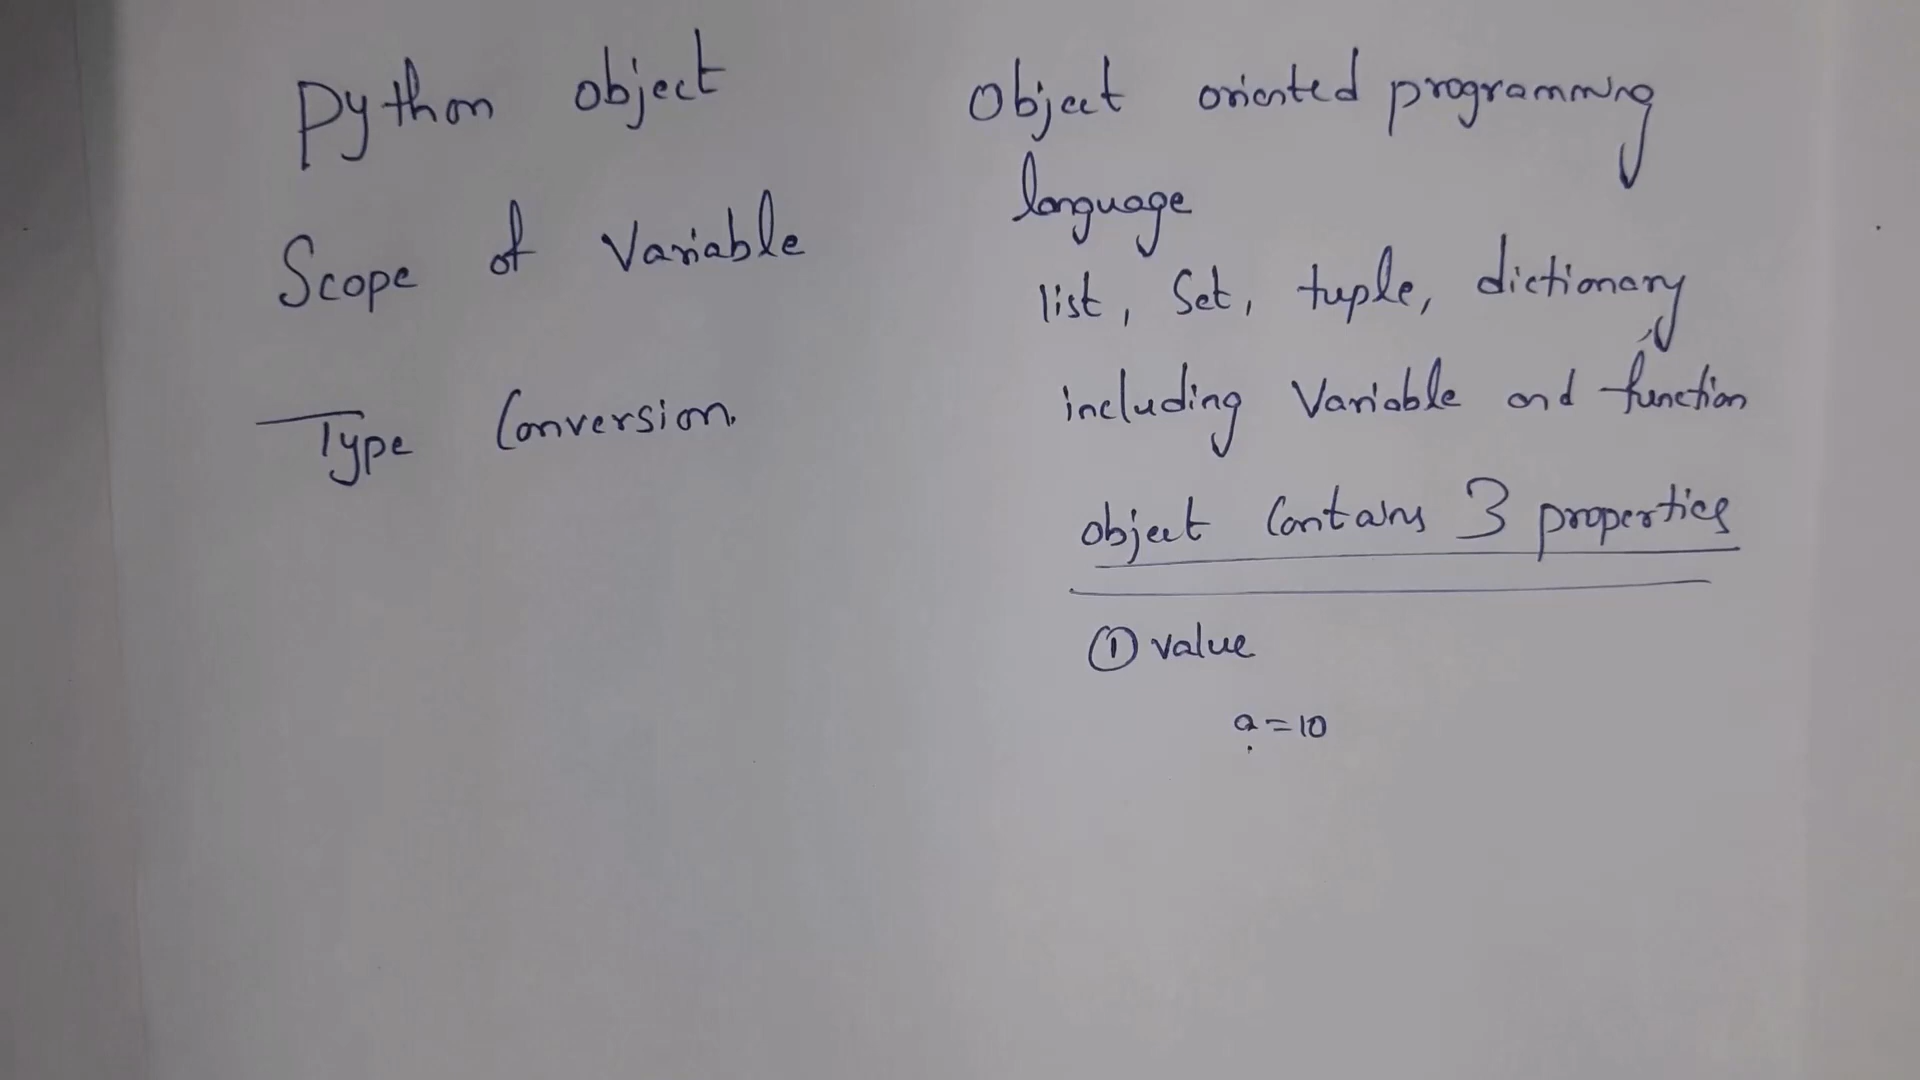 Python object
Scope of Variable
Type Conversion.
Object oriented programming
language
list, Set, tuple, dictionary,
including Variable and function
object Contains 3 properties
① value
a=10